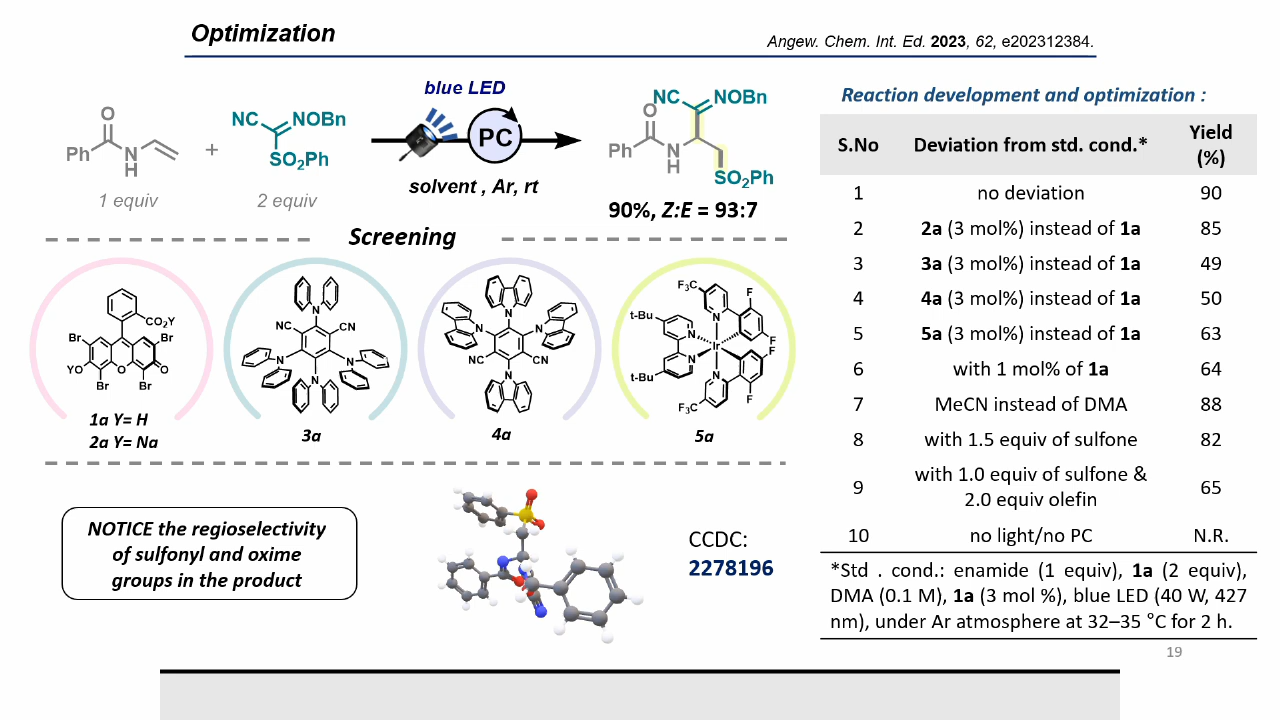 Optimization
Angew. Chem. Int. Ed. 2023, 62, e202312384.
Ph
O
N
H
1 equiv
+
NC
NOBn
SO₂Ph
2 equiv
blue LED
PC
solvent , Ar, rt
NC
NOBn
O
Ph
N
H
SO₂Ph
90%, Z:E = 93:7
Screening
CO₂Y
Br
Br
YO
O
O
Br
Br
1a Y= H
2a Y= Na
N
NC
CN
N
N
N
3a
N
N
N
NC
CN
N
4a
F₃C
F
t-Bu
N
N
F
Ir
F
N
N
t-Bu
F₃C
F
5a
NOTICE the regioselectivity
of sulfonyl and oxime
groups in the product
CCDC:
2278196
Reaction development and optimization :
S.No Deviation from std. cond.* Yield (%)
1 no deviation 90
2 2a (3 mol%) instead of 1a 85
3 3a (3 mol%) instead of 1a 49
4 4a (3 mol%) instead of 1a 50
5 5a (3 mol%) instead of 1a 63
6 with 1 mol% of 1a 64
7 MeCN instead of DMA 88
8 with 1.5 equiv of sulfone 82
9 with 1.0 equiv of sulfone & 65
2.0 equiv olefin
10 no light/no PC N.R.
*Std . cond.: enamide (1 equiv), 1a (2 equiv),
DMA (0.1 M), 1a (3 mol %), blue LED (40 W, 427
nm), under Ar atmosphere at 32–35 °C for 2 h.
19